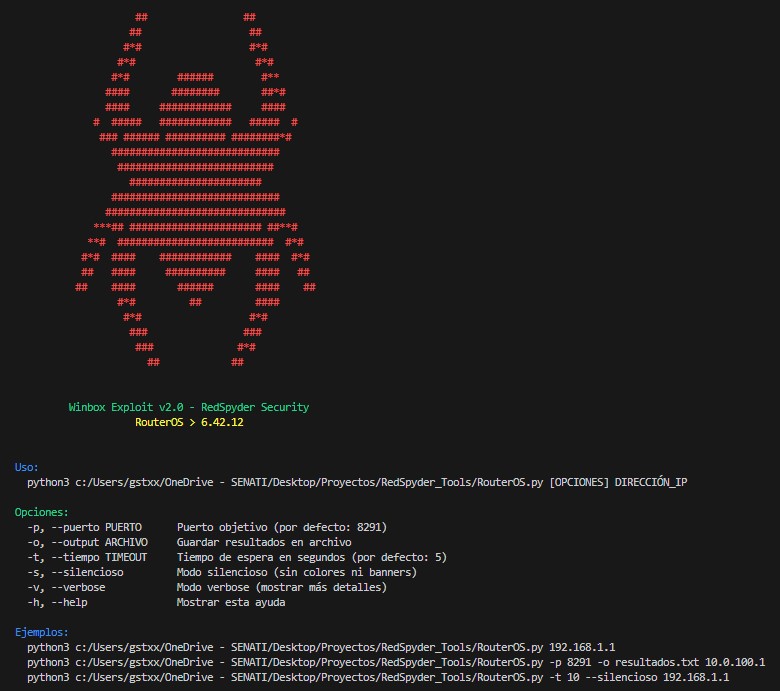 Winbox Exploit v2.0 - RedSpyder Security
RouterOS > 6.42.12
Uso:
python3 c:/Users/gstxx/OneDrive - SENATI/Desktop/Proyectos/RedSpyder_Tools/RouterOS.py [OPCIONES] DIRECCIÓN_IP
Opciones:
-p, --puerto PUERTO Puerto objetivo (por defecto: 8291)
-o, --output ARCHIVO Guardar resultados en archivo
-t, --tiempo TIMEOUT Tiempo de espera en segundos (por defecto: 5)
-s, --silencioso Modo silencioso (sin colores ni banners)
-v, --verbose Modo verbose (mostrar más detalles)
-h, --help Mostrar esta ayuda
Ejemplos:
python3 c:/Users/gstxx/OneDrive - SENATI/Desktop/Proyectos/RedSpyder_Tools/RouterOS.py 192.168.1.1
python3 c:/Users/gstxx/OneDrive - SENATI/Desktop/Proyectos/RedSpyder_Tools/RouterOS.py -p 8291 -o resultados.txt 10.0.100.1
python3 c:/Users/gstxx/OneDrive - SENATI/Desktop/Proyectos/RedSpyder_Tools/RouterOS.py -t 10 --silencioso 192.168.1.1